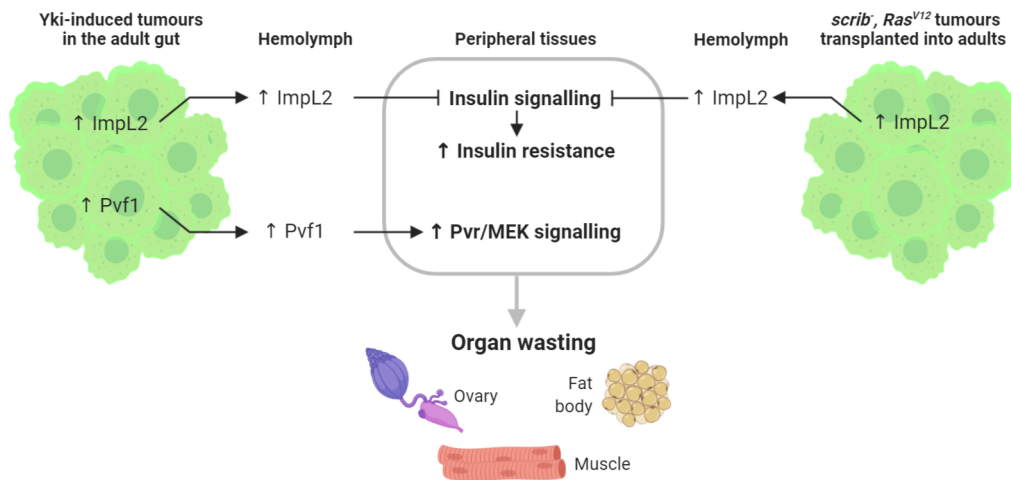 Yki-induced tumours
in the adult gut
Hemolymph
Peripheral tissues
Hemolymph
scrib-, RasV12 tumours
transplanted into adults
↑ ImpL2
↑ ImpL2
Insulin signalling
↑ ImpL2
↑ ImpL2
↑ Insulin resistance
↑ Pvf1
↑ Pvf1
↑ Pvr/MEK signalling
Organ wasting
Ovary
Fat
body
Muscle